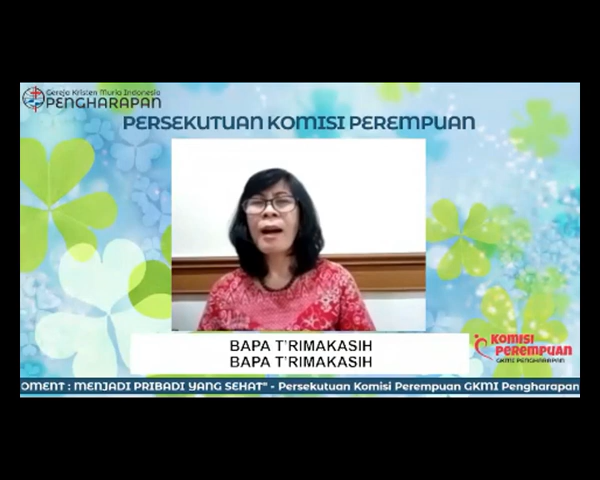 Gereja Kristen Muria Indonesia
PENGHARAPAN
PERSEKUTUAN KOMISI PEREMPUAN
BAPA T'RIMAKASIH
BAPA T'RIMAKASIH
KOMISI
PEREMPUAN
GKMI PENGHARAPAN
OMENT : MENJADI PRIBADI YANG SEHAT" - Persekutuan Komisi Perempuan GKMI Pengharapan